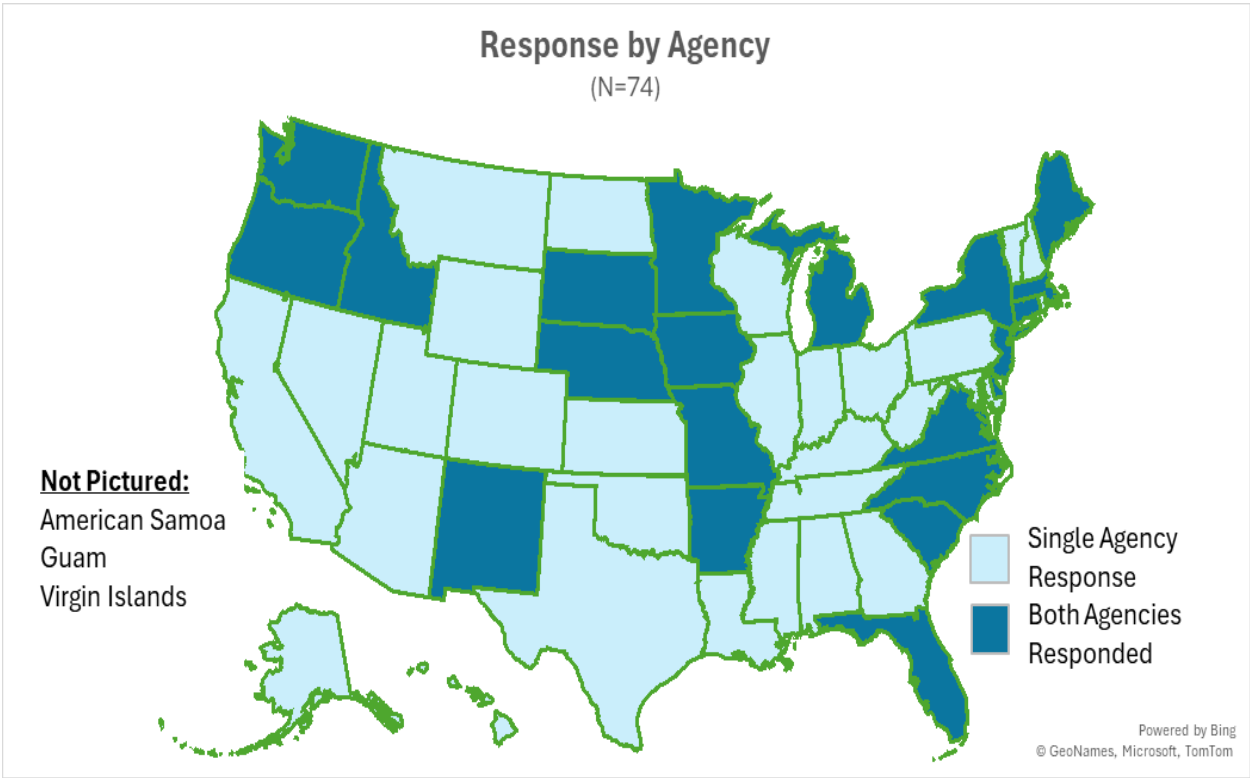 Response by Agency
(N=74)
Not Pictured:
American Samoa
Guam
Virgin Islands
Single Agency
Response
Both Agencies
Responded
Powered by Bing
© GeoNames, Microsoft, TomTom